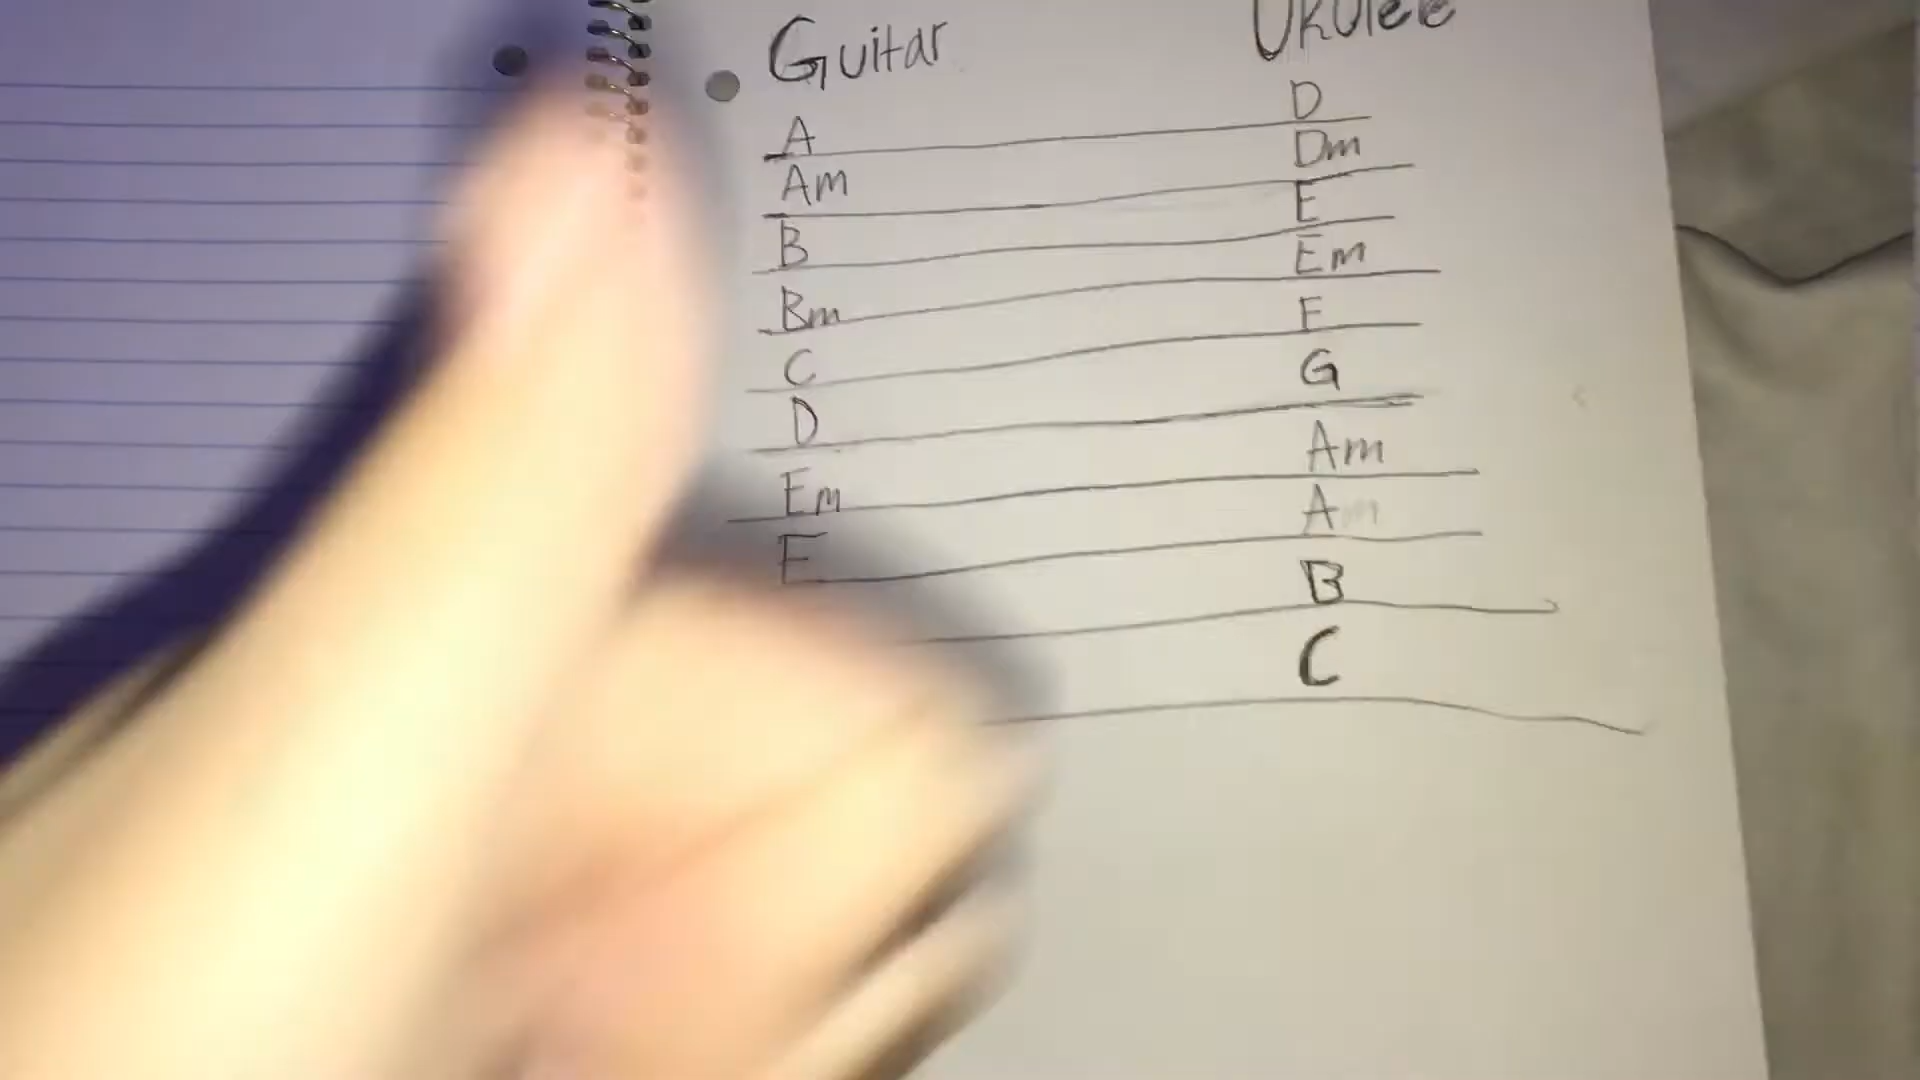 Guitar Ukulele
A D
Am Dm
B E
Bm Em
C F
D G
Em Am
F A
B
C